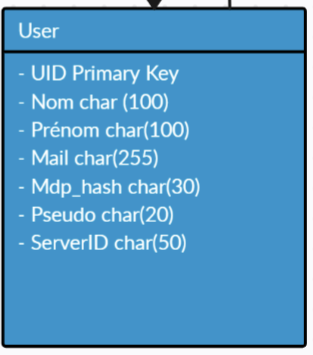 User
- UID Primary Key
- Nom char (100)
- Prénom char(100)
- Mail char(255)
- Mdp_hash char(30)
- Pseudo char(20)
- ServerID char(50)